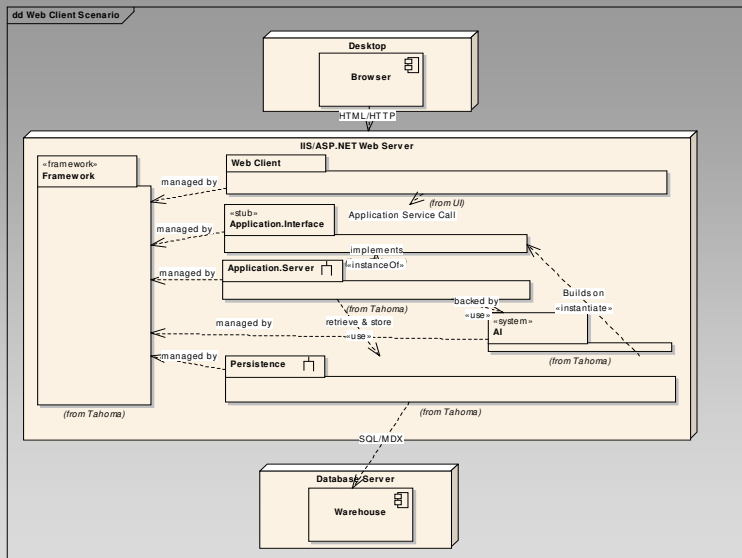 dd Web Client Scenario
Desktop
Browser
HTML/HTTP
IIS/ASP.NET Web Server
«framework»
Framework
Web Client
managed by
(from UI)
Application Service Call
«stub»
Application.Interface
managed by
implements
«instanceOf»
Application.Server
managed by
(from Tahoma)
backed by
«use»
Builds on
«instantiate»
retrieve & store
«use»
managed by
«system»
AI
(from Tahoma)
managed by
Persistence
(from Tahoma)
(from Tahoma)
SQL/MDX
Database Server
Warehouse